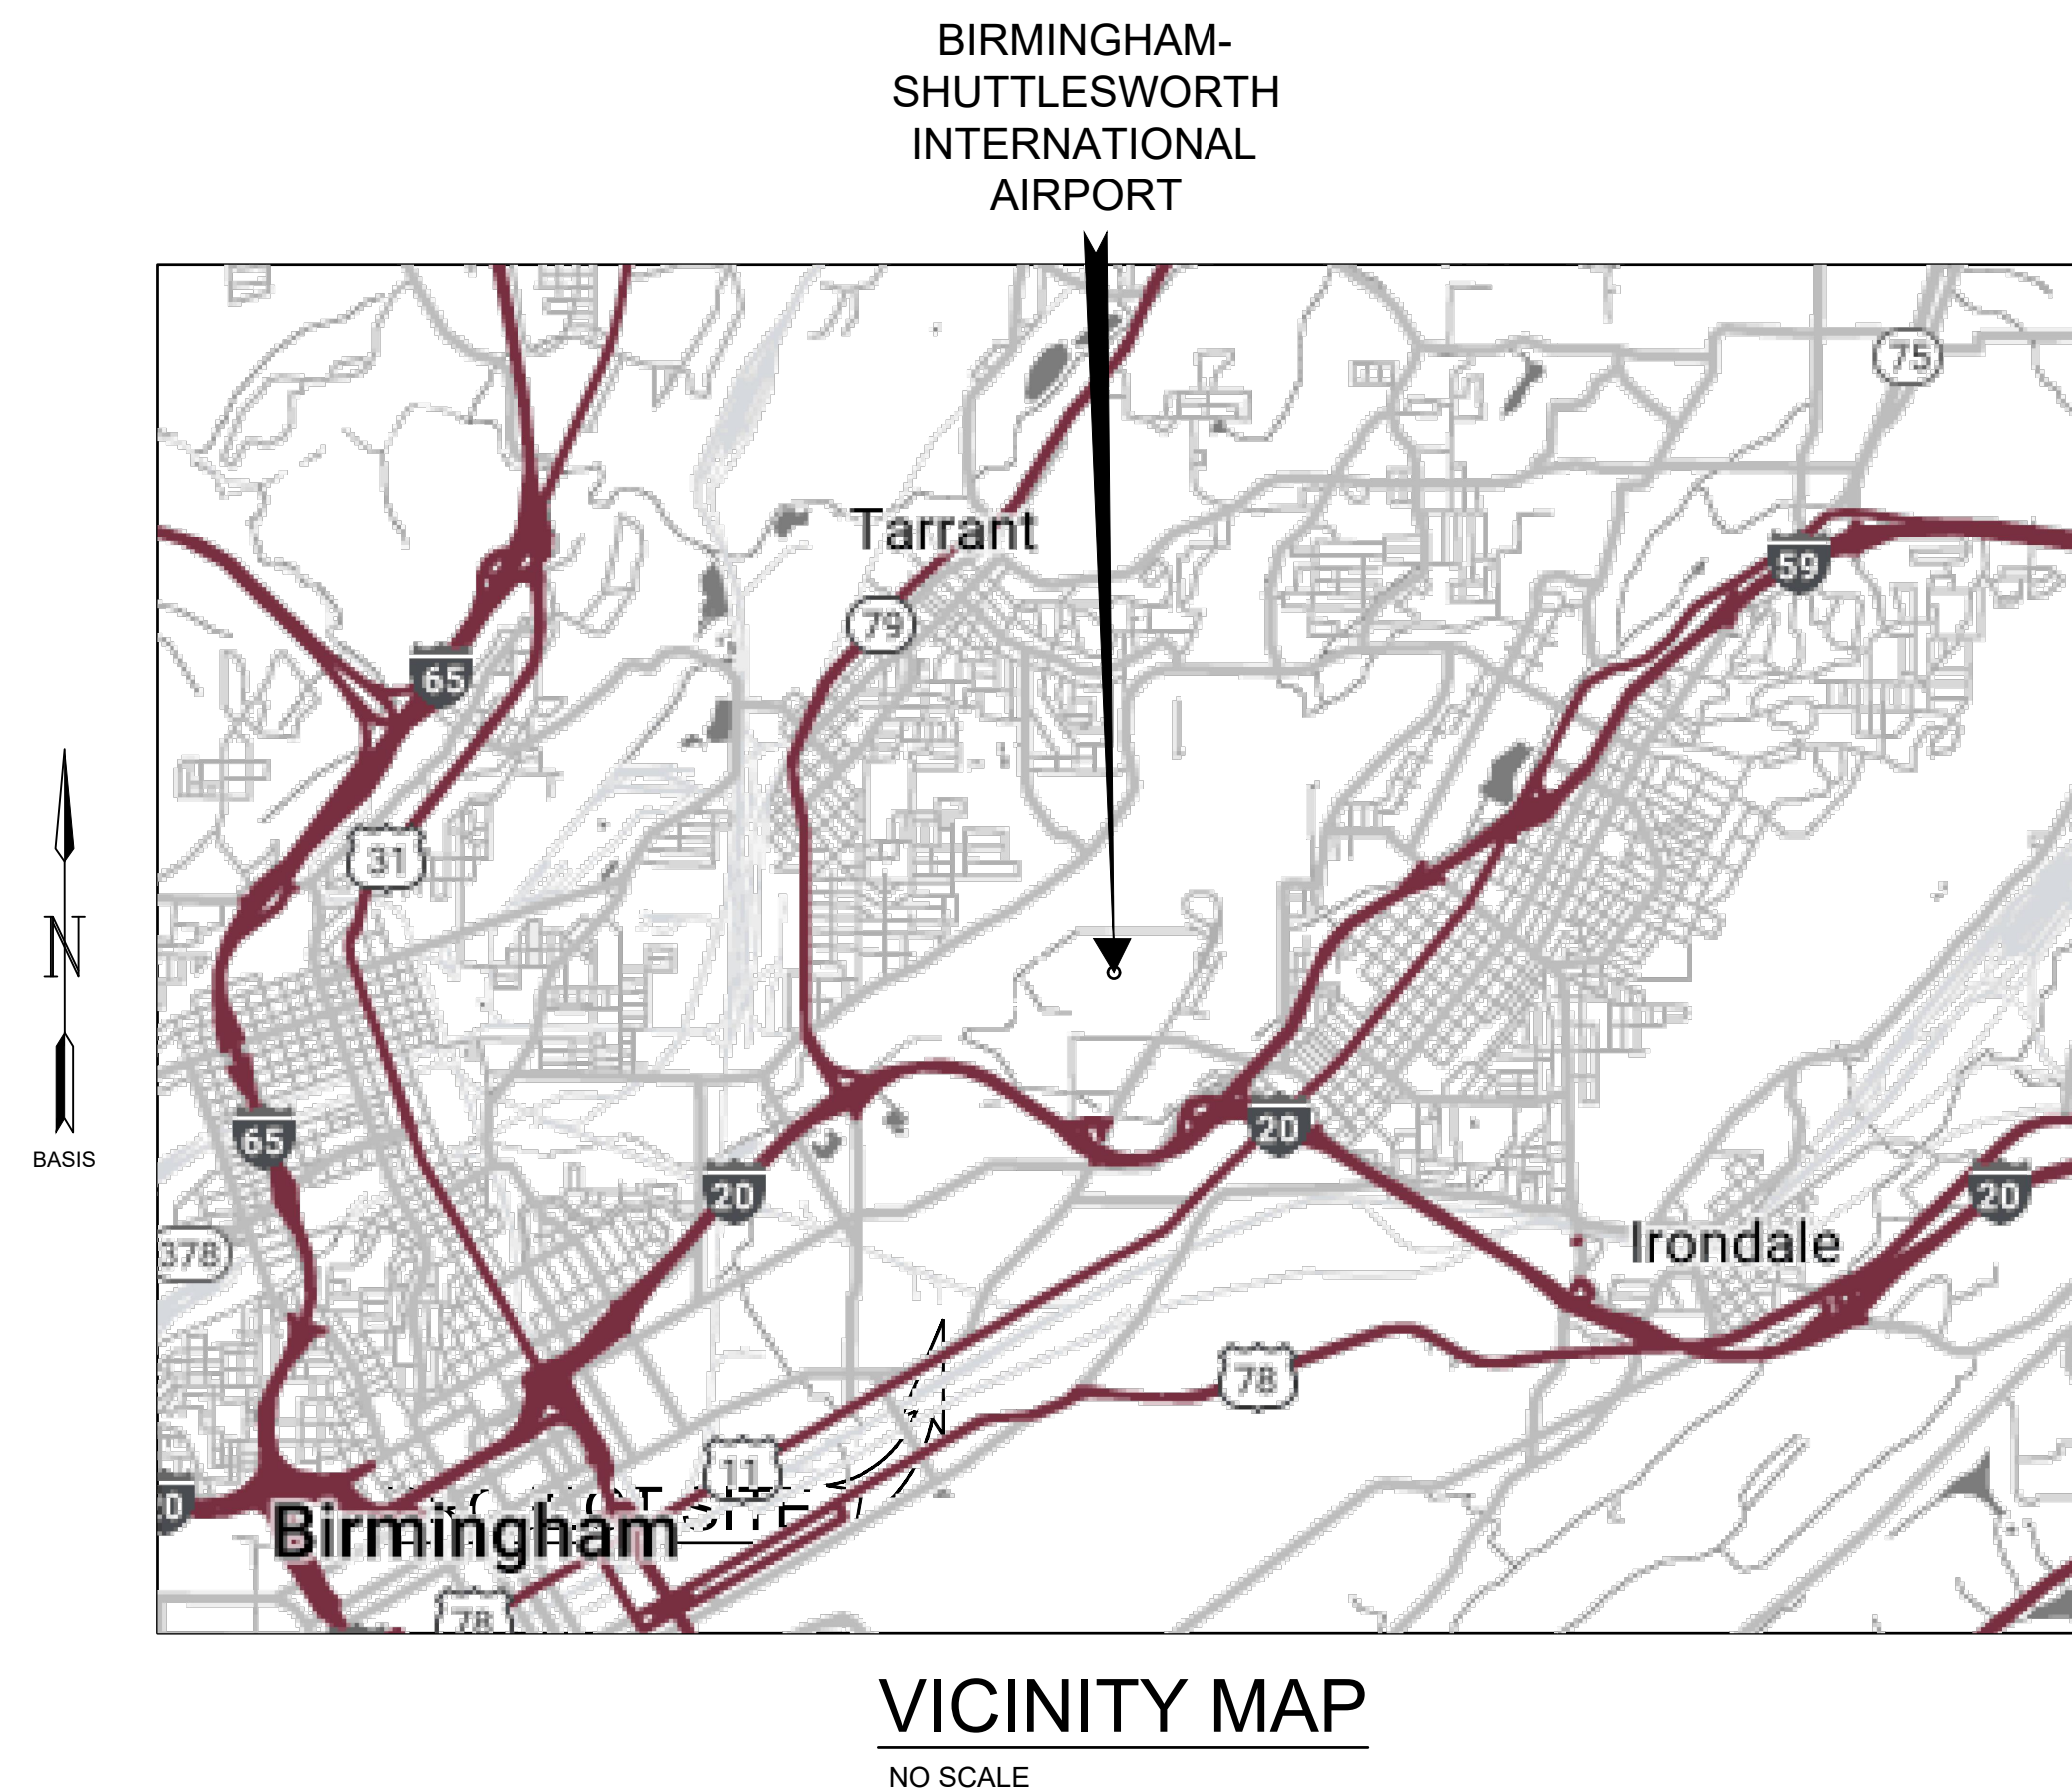 BIRMINGHAM-
SHUTTLESWORTH
INTERNATIONAL
AIRPORT
75
Tarrant
59
79
65
31
N
65
BASIS
20
20
20
378
Irondale
78
N
11
SITE
Birmingham
78
VICINITY MAP
NO SCALE